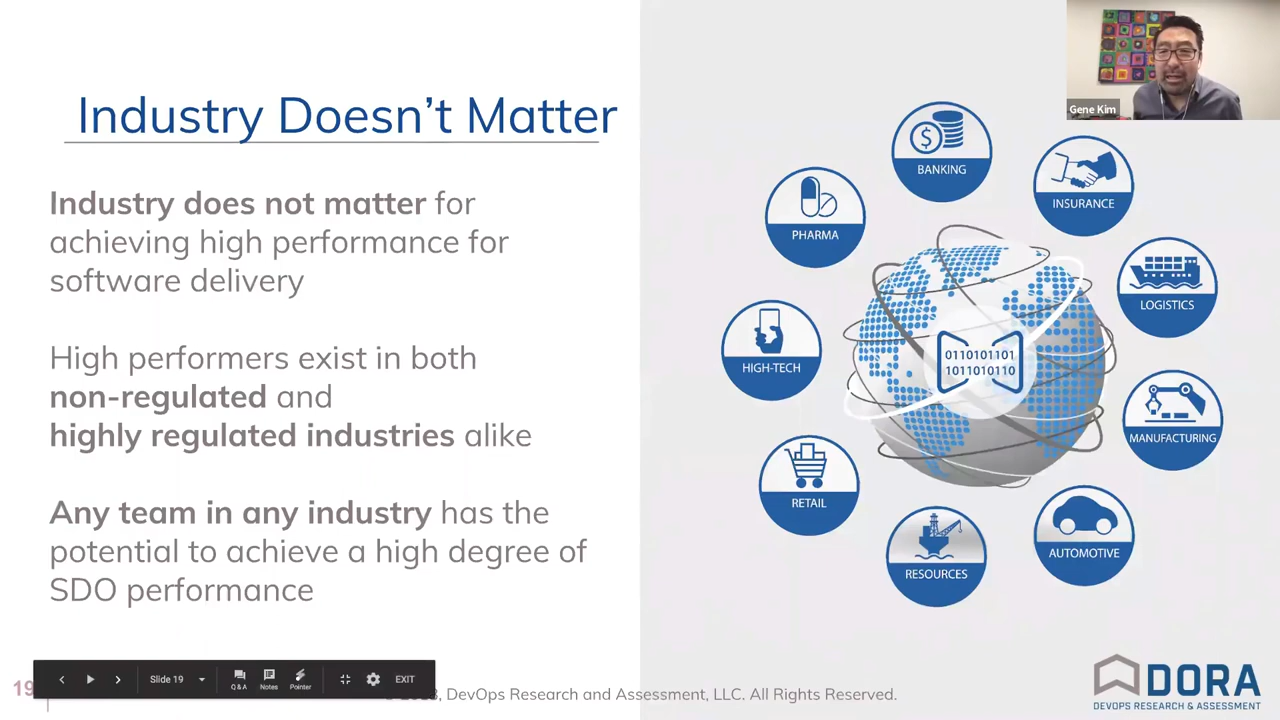 Industry Doesn't Matter
Industry does not matter for
achieving high performance for
software delivery
High performers exist in both
non-regulated and
highly regulated industries alike
Any team in any industry has the
potential to achieve a high degree of
SDO performance
Gene Kim
BANKING
INSURANCE
PHARMA
LOGISTICS
HIGH-TECH
0110101101
1011010110
MANUFACTURING
RETAIL
AUTOMOTIVE
RESOURCES
19
Slide 19
Q & A
Notes
Pointer
EXIT
DevOps Research and Assessment, LLC. All Rights Reserved.
DORA
DEVOPS RESEARCH & ASSESSMENT